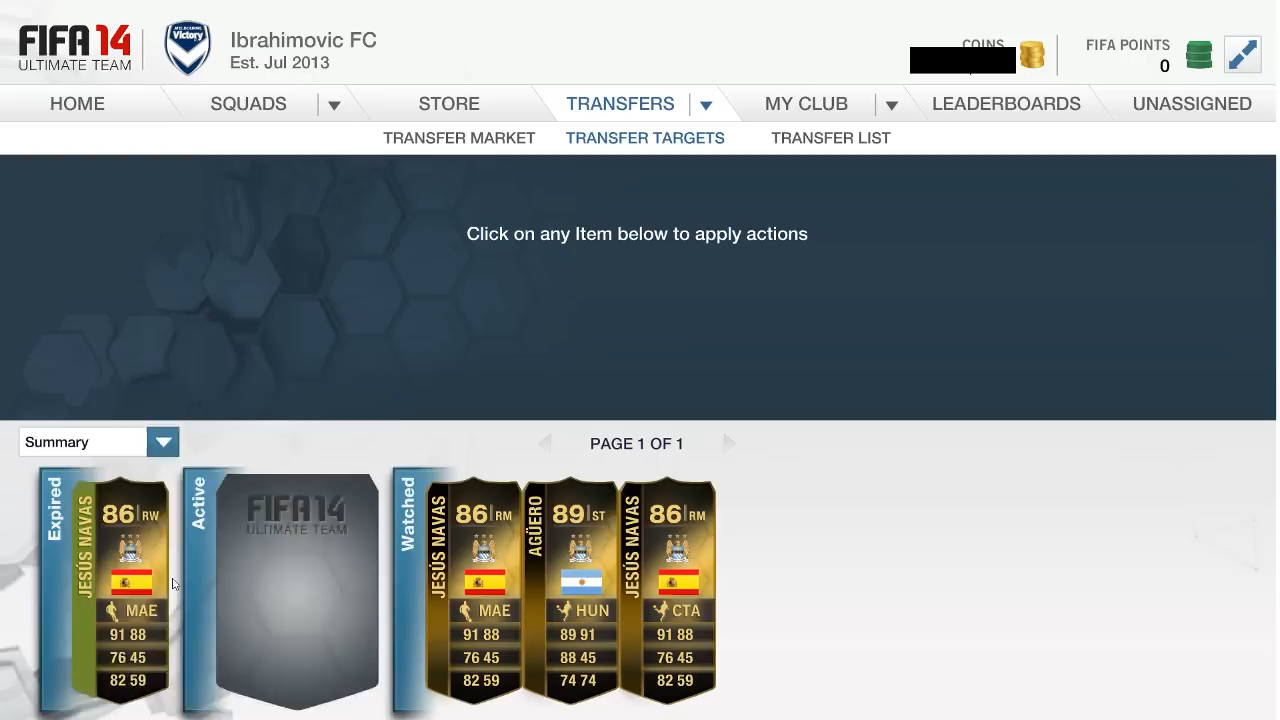 FIFA 14
ULTIMATE TEAM
MELBOURNE
Victory
Ibrahimovic FC
Est. Jul 2013
COINS
FIFA POINTS
0
HOME
SQUADS
STORE
TRANSFERS
MY CLUB
LEADERBOARDS
UNASSIGNED
TRANSFER MARKET
TRANSFER TARGETS
TRANSFER LIST
Click on any Item below to apply actions
Summary
PAGE 1 OF 1
Expired
JESÚS NAVAS
86 RW
MAE
91 88
76 45
82 59
Active
FIFA 14
ULTIMATE TEAM
Watched
JESÚS NAVAS
86 RM
MAE
91 88
76 45
82 59
AGÜERO
89 ST
HUN
89 91
88 45
74 74
JESÚS NAVAS
86 RM
CTA
91 88
76 45
82 59